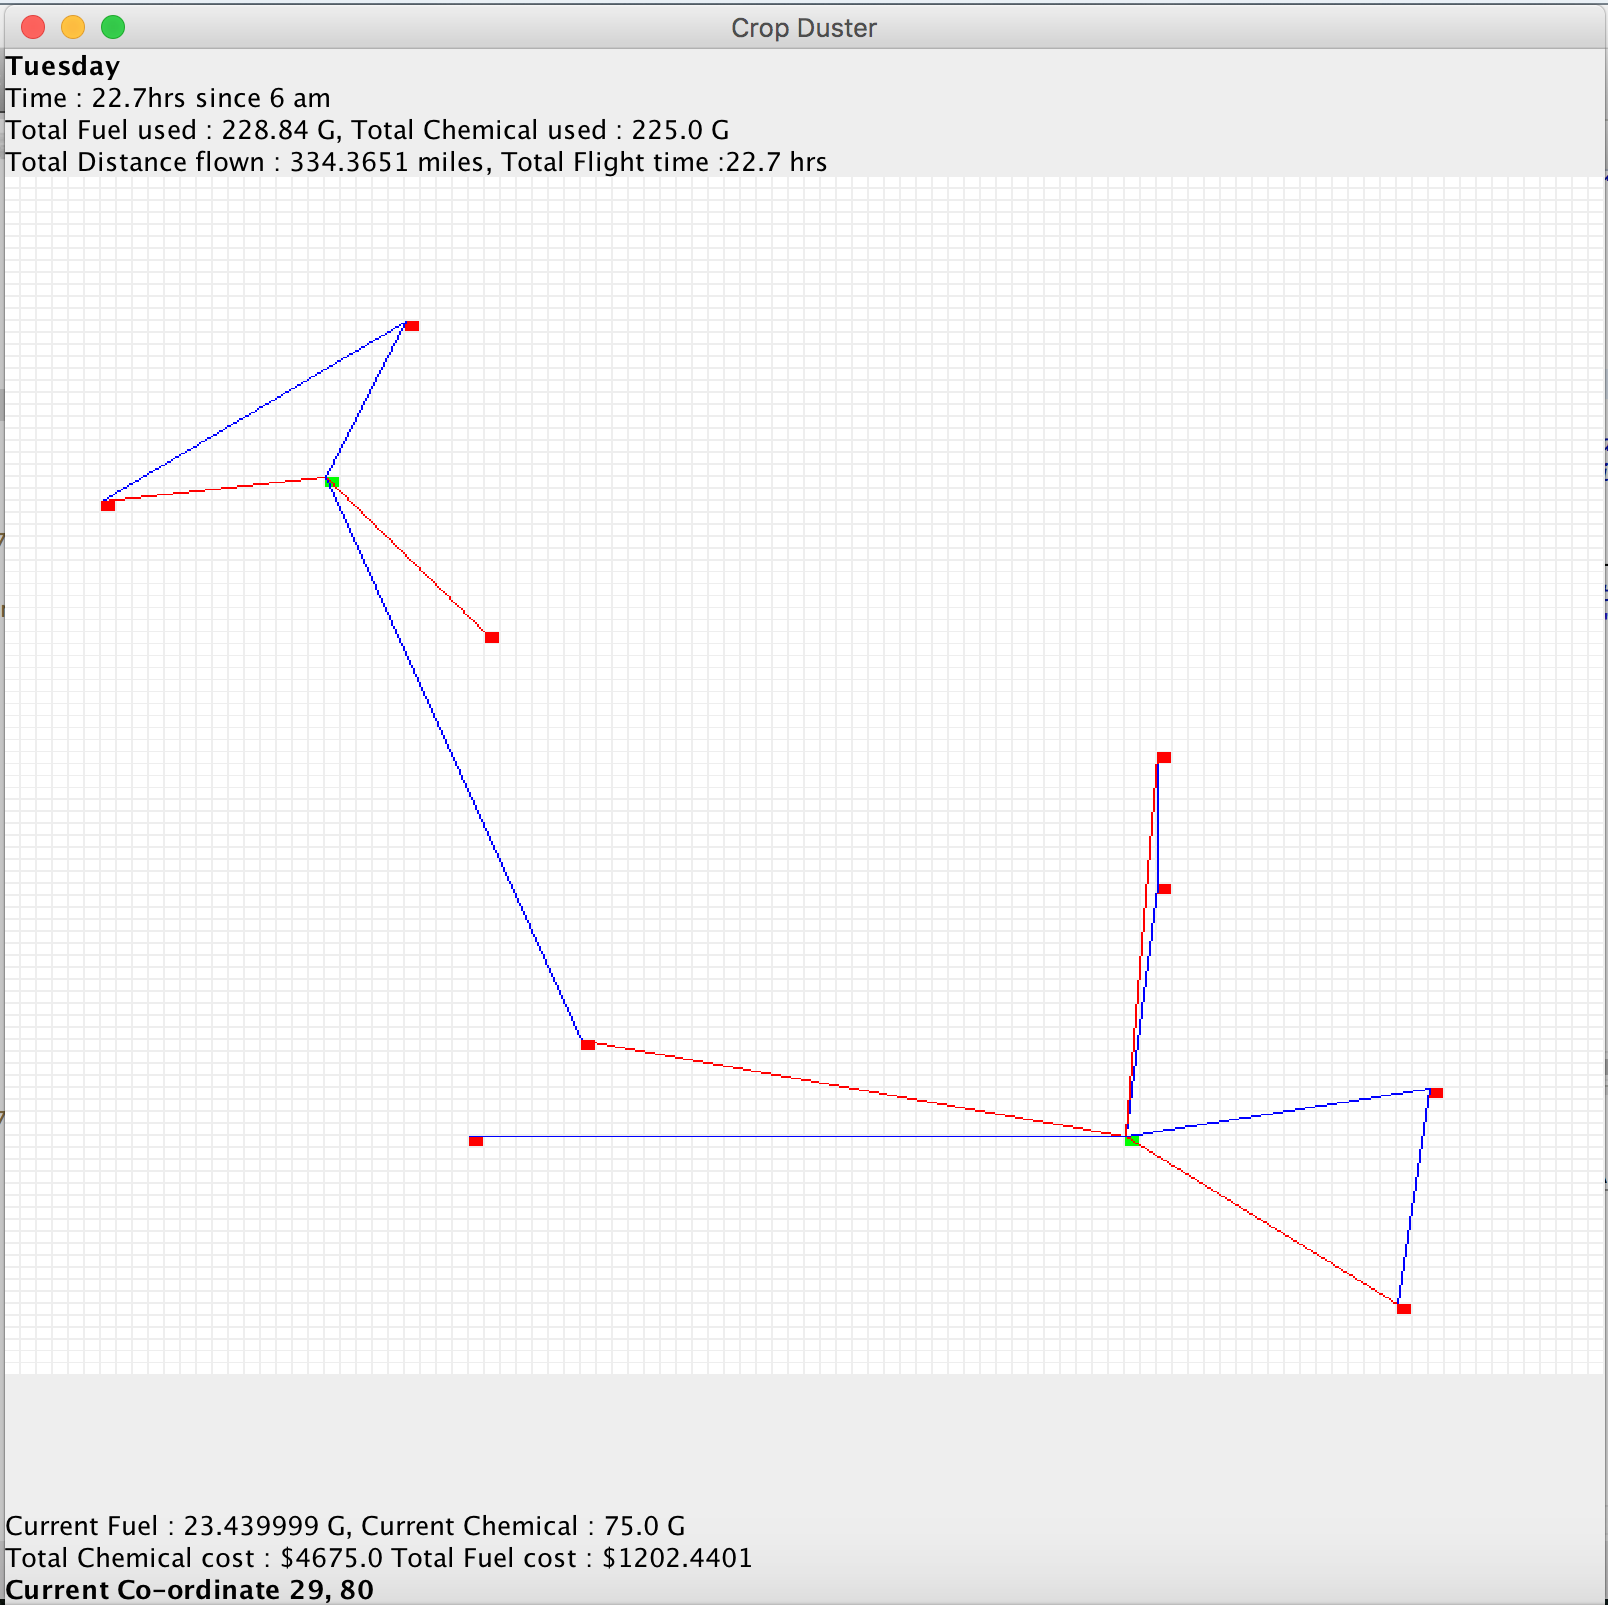 Crop Duster
Tuesday
Time : 22.7hrs since 6 am
Total Fuel used : 228.84 G, Total Chemical used : 225.0 G
Total Distance flown : 334.3651 miles, Total Flight time :22.7 hrs
Current Fuel : 23.439999 G, Current Chemical : 75.0 G
Total Chemical cost : $4675.0 Total Fuel cost : $1202.4401
Current Co-ordinate 29, 80